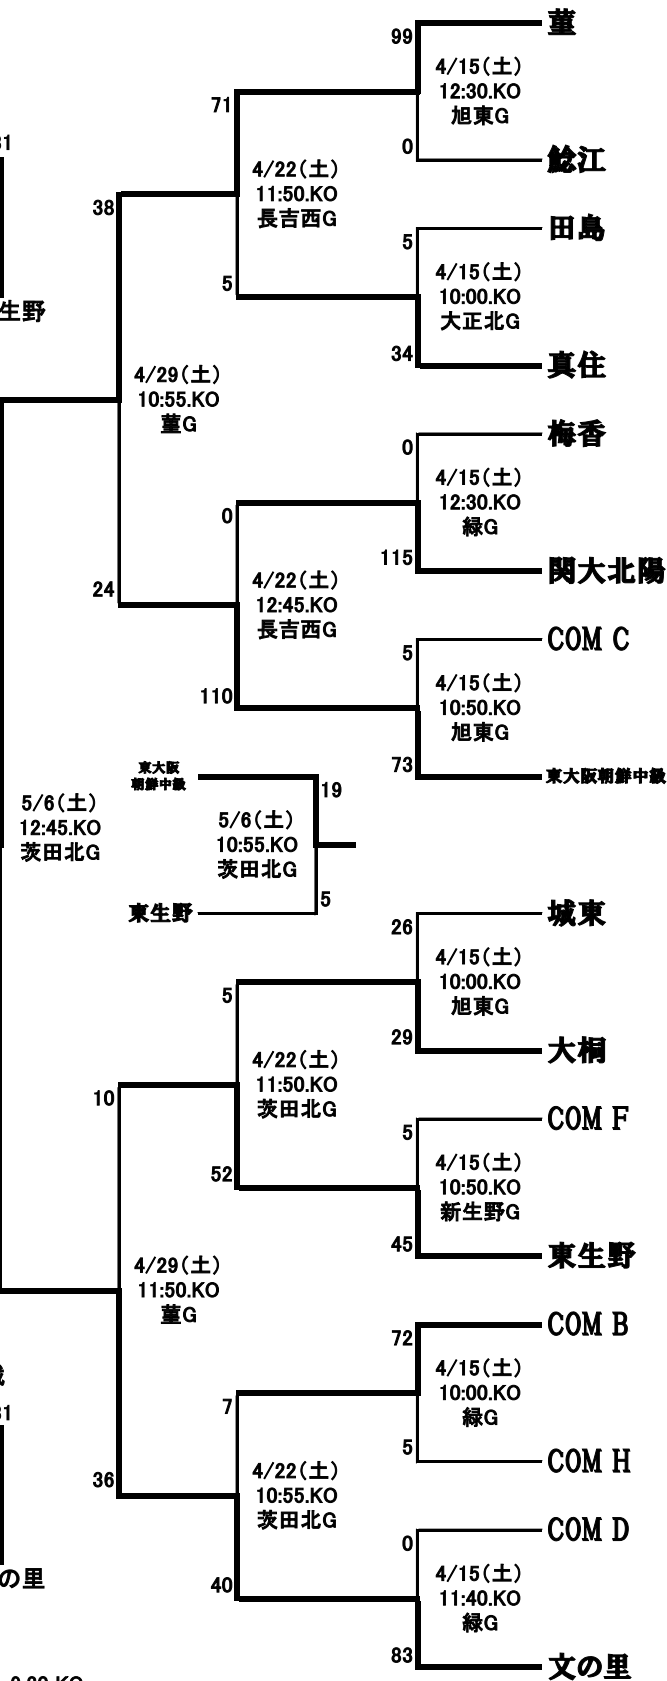 菫
99
4/15(土)
12:30.KO
旭東G
0
鯰江
71
4/22(土)
11:50.KO
長吉西G
5
田島
5
4/15(土)
10:00.KO
大正北G
34
真住
38
4/29(土)
10:55.KO
菫G
24
生野
梅香
0
4/15(土)
12:30.KO
緑G
115
関大北陽
0
4/22(土)
12:45.KO
長吉西G
110
COM C
5
4/15(土)
10:50.KO
旭東G
73
東大阪朝鮮中級
5/6(土)
12:45.KO
茨田北G
東大阪
朝鮮中級
19
5/6(土)
10:55.KO
茨田北G
5
東生野
城東
26
4/15(土)
10:00.KO
旭東G
29
大桐
5
4/22(土)
11:50.KO
茨田北G
52
COM F
5
4/15(土)
10:50.KO
新生野G
45
東生野
10
4/29(土)
11:50.KO
菫G
36
COM B
72
4/15(土)
10:00.KO
緑G
5
COM H
7
4/22(土)
10:55.KO
茨田北G
40
COM D
0
4/15(土)
11:40.KO
緑G
83
文の里
の里